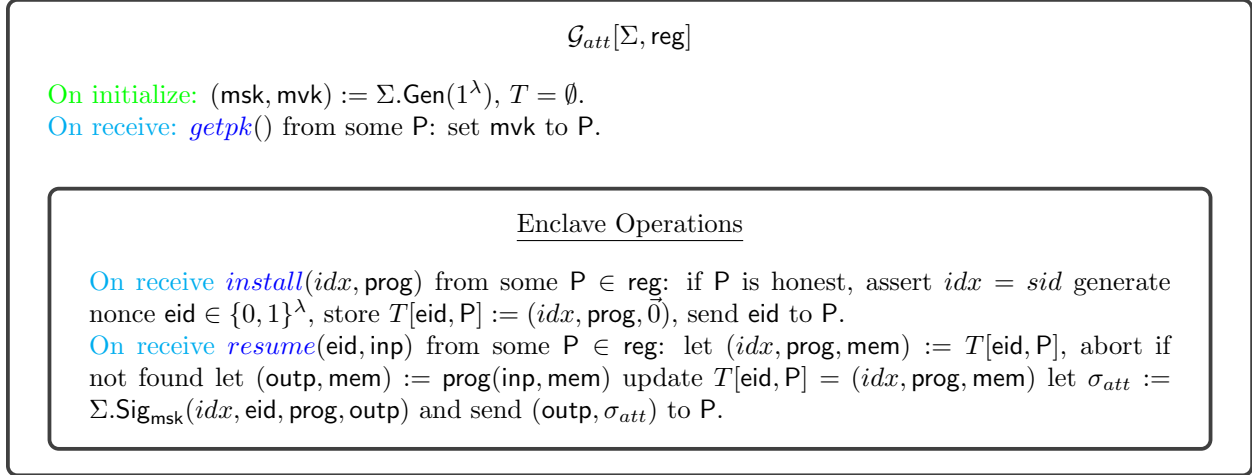 𝒢att[Σ, reg]
On initialize: (msk, mvk) := Σ.Gen(1^λ), T = ∅.
On receive: getpk() from some P: set mvk to P.
Enclave Operations
On receive install(idx, prog) from some P ∈ reg: if P is honest, assert idx = sid generate
nonce eid ∈ {0, 1}^λ, store T[eid, P] := (idx, prog, 0⃗), send eid to P.
On receive resume(eid, inp) from some P ∈ reg: let (idx, prog, mem) := T[eid, P], abort if
not found let (outp, mem) := prog(inp, mem) update T[eid, P] = (idx, prog, mem) let σ_att :=
Σ.Sig_msk(idx, eid, prog, outp) and send (outp, σ_att) to P.